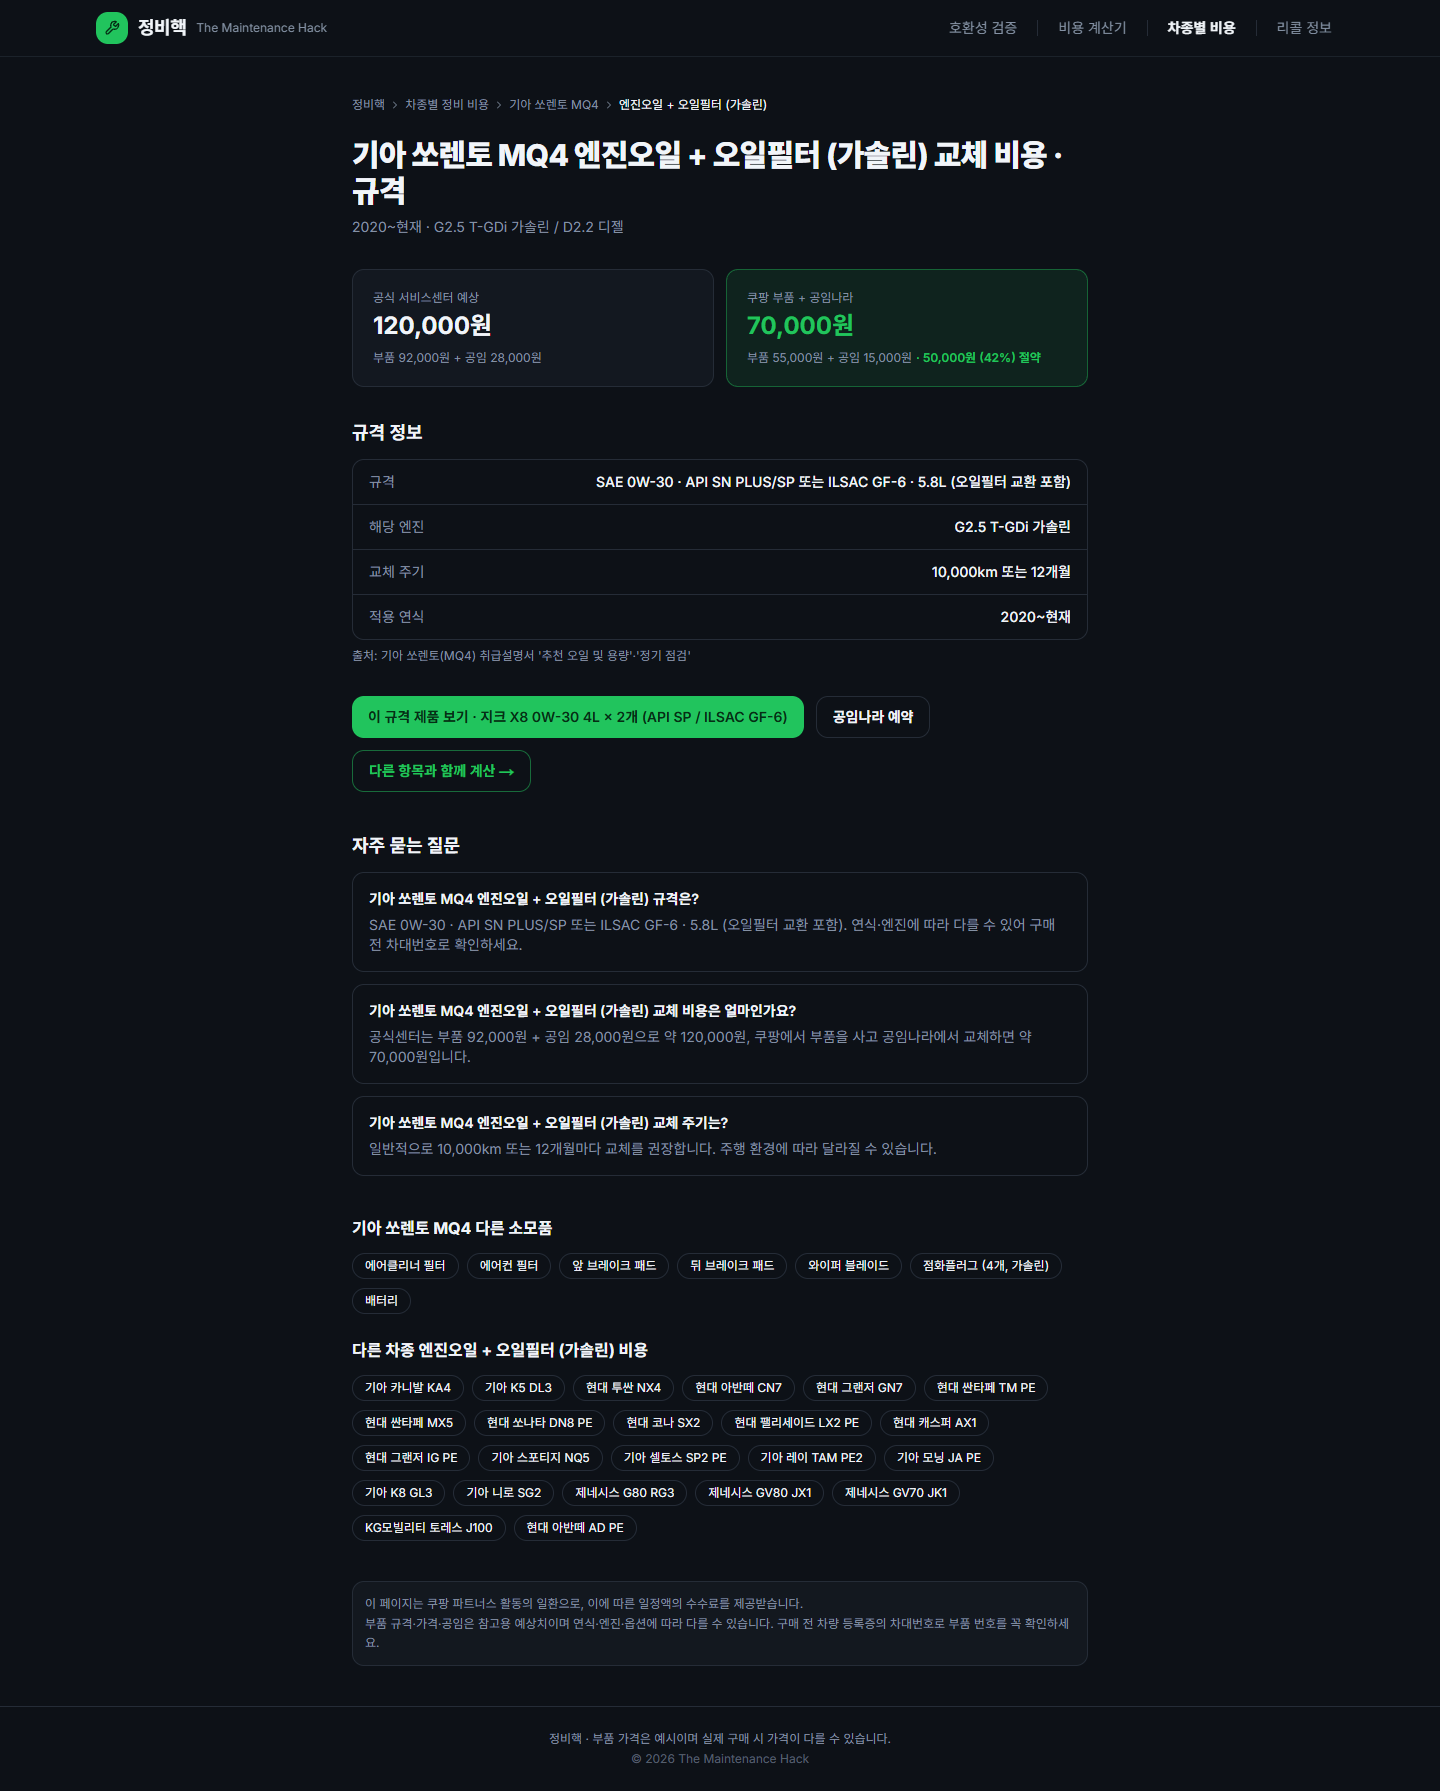 정비핵 The Maintenance Hack
호환성 검증
비용 계산기
차종별 비용
리콜 정보
정비핵 › 차종별 정비 비용 › 기아 쏘렌토 MQ4 › 엔진오일 + 오일필터 (가솔린)
기아 쏘렌토 MQ4 엔진오일 + 오일필터 (가솔린) 교체 비용 ·
규격
2020~현재 · G2.5 T-GDi 가솔린 / D2.2 디젤
공식 서비스센터 예상
120,000원
부품 92,000원 + 공임 28,000원
쿠팡 부품 + 공임나라
70,000원
부품 55,000원 + 공임 15,000원 · 50,000원 (42%) 절약
규격 정보
규격 SAE 0W-30 · API SN PLUS/SP 또는 ILSAC GF-6 · 5.8L (오일필터 교환 포함)
해당 엔진 G2.5 T-GDi 가솔린
교체 주기 10,000km 또는 12개월
적용 연식 2020~현재
출처: 기아 쏘렌토(MQ4) 취급설명서 '추천 오일 및 용량'·'정기 점검'
이 규격 제품 보기 · 지크 X8 0W-30 4L × 2개 (API SP / ILSAC GF-6)
공임나라 예약
다른 항목과 함께 계산 →
자주 묻는 질문
기아 쏘렌토 MQ4 엔진오일 + 오일필터 (가솔린) 규격은?
SAE 0W-30 · API SN PLUS/SP 또는 ILSAC GF-6 · 5.8L (오일필터 교환 포함). 연식·엔진에 따라 다를 수 있어 구매
전 차대번호로 확인하세요.
기아 쏘렌토 MQ4 엔진오일 + 오일필터 (가솔린) 교체 비용은 얼마인가요?
공식센터는 부품 92,000원 + 공임 28,000원으로 약 120,000원, 쿠팡에서 부품을 사고 공임나라에서 교체하면 약
70,000원입니다.
기아 쏘렌토 MQ4 엔진오일 + 오일필터 (가솔린) 교체 주기는?
일반적으로 10,000km 또는 12개월마다 교체를 권장합니다. 주행 환경에 따라 달라질 수 있습니다.
기아 쏘렌토 MQ4 다른 소모품
에어클리너 필터
에어컨 필터
앞 브레이크 패드
뒤 브레이크 패드
와이퍼 블레이드
점화플러그 (4개, 가솔린)
배터리
다른 차종 엔진오일 + 오일필터 (가솔린) 비용
기아 카니발 KA4
기아 K5 DL3
현대 투싼 NX4
현대 아반떼 CN7
현대 그랜저 GN7
현대 싼타페 TM PE
현대 싼타페 MX5
현대 쏘나타 DN8 PE
현대 코나 SX2
현대 팰리세이드 LX2 PE
현대 캐스퍼 AX1
현대 그랜저 IG PE
기아 스포티지 NQ5
기아 셀토스 SP2 PE
기아 레이 TAM PE2
기아 모닝 JA PE
기아 K8 GL3
기아 니로 SG2
제네시스 G80 RG3
제네시스 GV80 JX1
제네시스 GV70 JK1
KG모빌리티 토레스 J100
현대 아반떼 AD PE
이 페이지는 쿠팡 파트너스 활동의 일환으로, 이에 따른 일정액의 수수료를 제공받습니다.
부품 규격·가격·공임은 참고용 예상치이며 연식·엔진·옵션에 따라 다를 수 있습니다. 구매 전 차량 등록증의 차대번호로 부품 번호를 꼭 확인하세
요.
정비핵 · 부품 가격은 예시이며 실제 구매 시 가격이 다를 수 있습니다.
© 2026 The Maintenance Hack